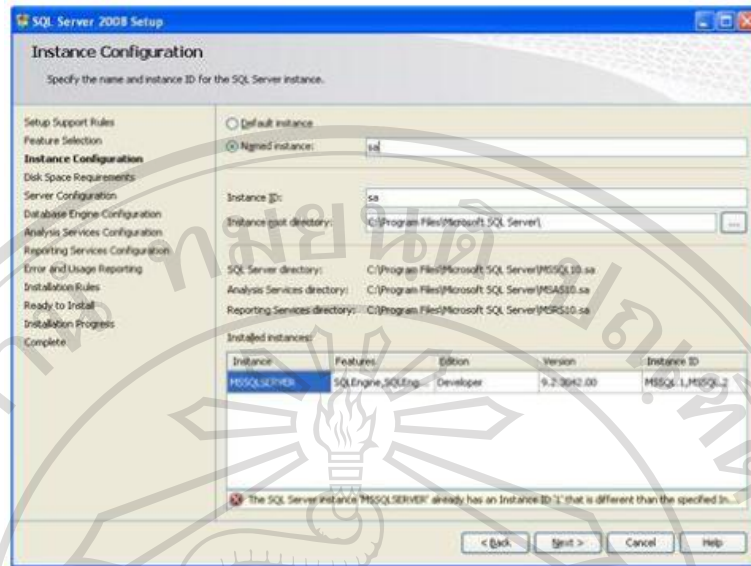 SQL Server 2008 Setup
Instance Configuration
Specify the name and instance ID for the SQL Server instance.
Setup Support Rules
Feature Selection
Instance Configuration
Disk Space Requirements
Server Configuration
Database Engine Configuration
Analysis Services Configuration
Reporting Services Configuration
Error and Usage Reporting
Installation Rules
Ready to Install
Installation Progress
Complete
Default instance
Named instance: sa
Instance ID: sa
Instance root directory: C:\Program Files\Microsoft SQL Server\ ...
SQL Server directory: C:\Program Files\Microsoft SQL Server\MSSQL10.sa
Analysis Services directory: C:\Program Files\Microsoft SQL Server\MSAS10.sa
Reporting Services directory: C:\Program Files\Microsoft SQL Server\MSRS10.sa
Installed instances:
Instance Features Edition Version Instance ID
MSSQLSERVER SQLEngine,SQLEng... Developer 9.2.3042.00 MSSQL.1,MSSQL.2
The SQL Server instance 'MSSQLSERVER' already has an Instance ID '1' that is different than the specified In...
< Back Next > Cancel Help